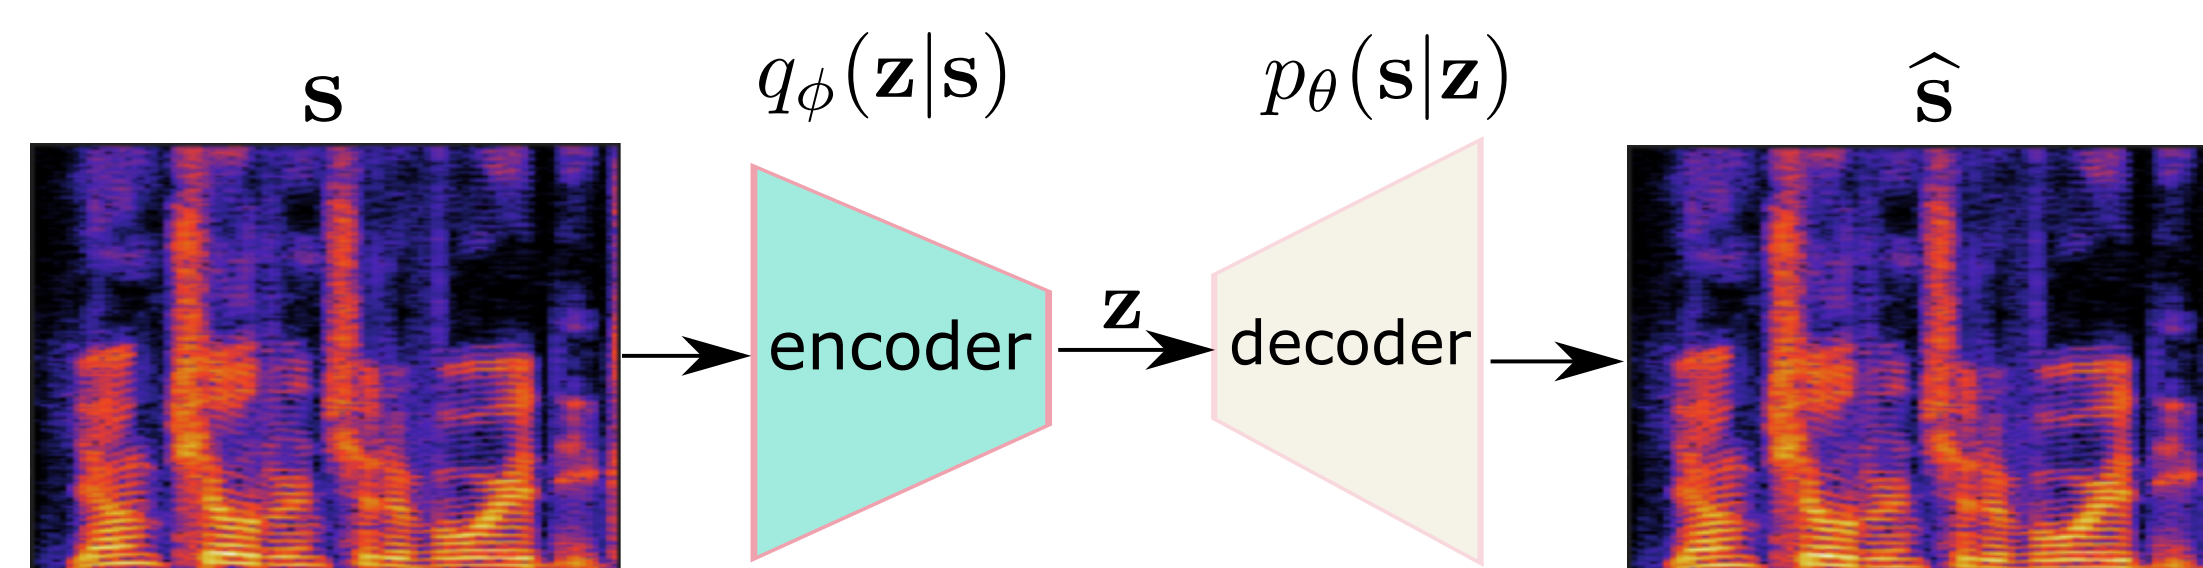 s
q_ϕ(z|s)
p_θ(s|z)
ŝ
encoder
z
decoder